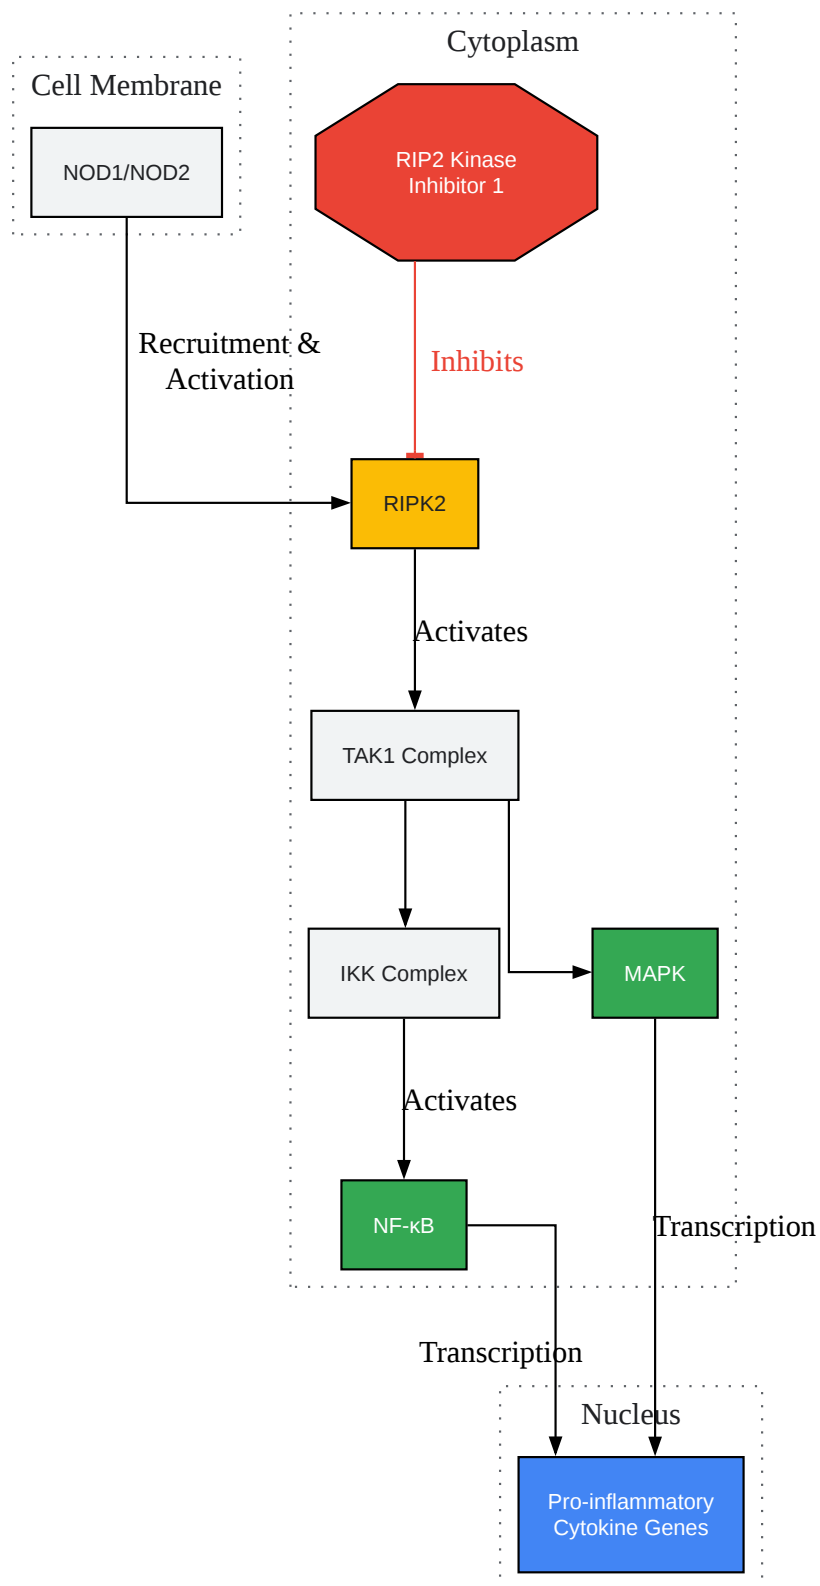 Cytoplasm
Cell Membrane
NOD1/NOD2
RIP2 Kinase
Inhibitor 1
Recruitment &
Activation
Inhibits
RIPK2
Activates
TAK1 Complex
IKK Complex
MAPK
Activates
NF-κB
Transcription
Transcription
Nucleus
Pro-inflammatory
Cytokine Genes